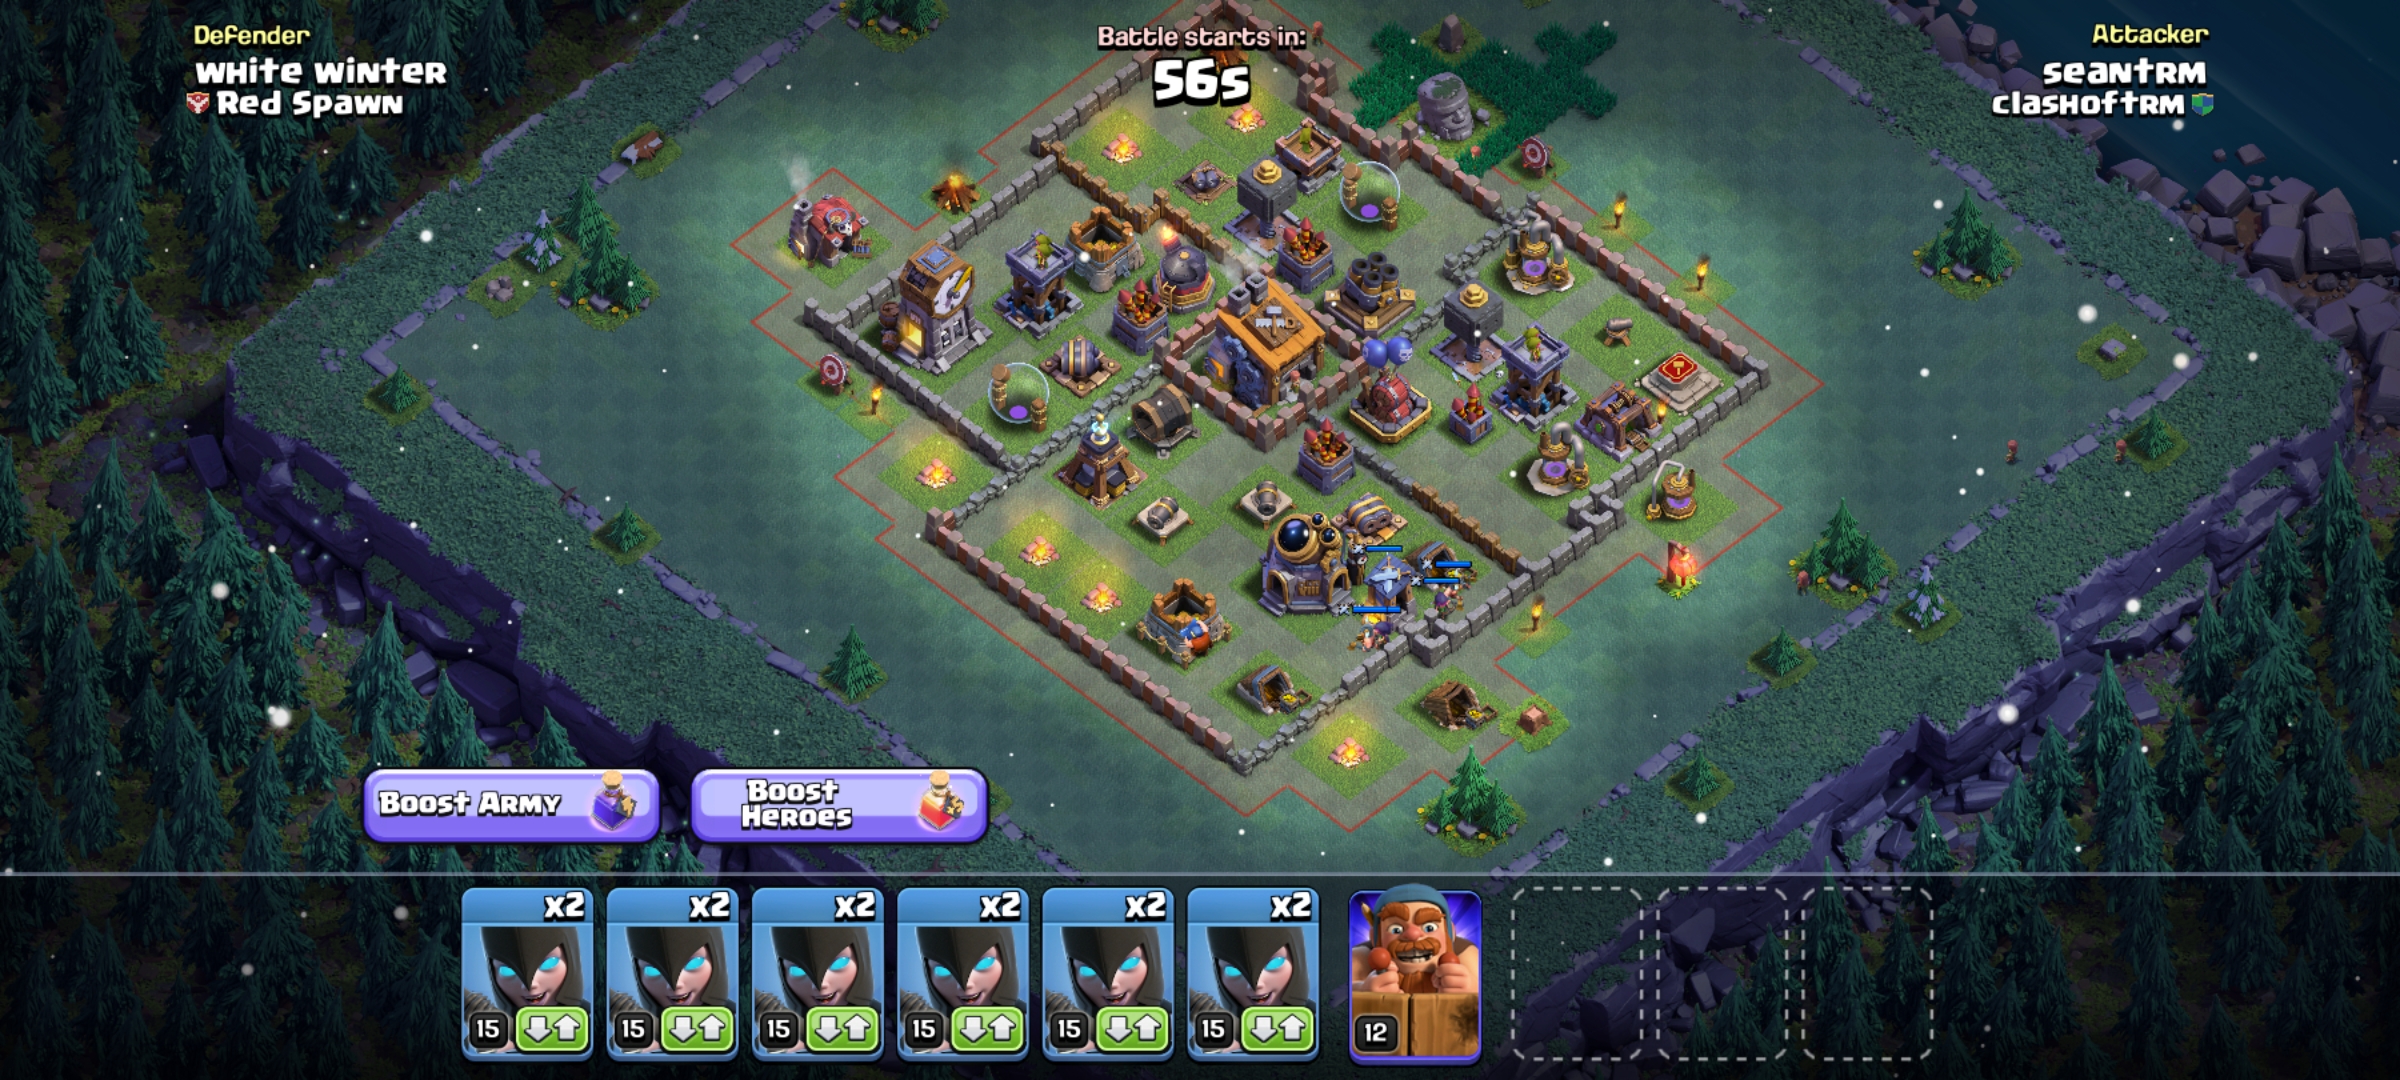 Defender
WHite WinTER
Red Spawn
Battle starts in:
56s
Attacker
seantRM
clashoftRM
Boost Army
Boost
Heroes
x2
x2
x2
x2
x2
x2
15
15
15
15
15
15
12